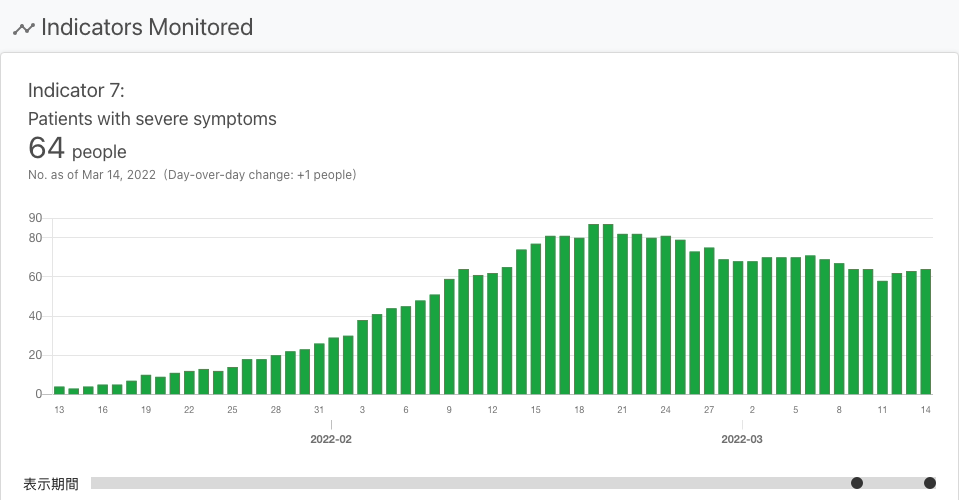 Indicators Monitored
Indicator 7:
Patients with severe symptoms
64 people
No. as of Mar 14, 2022 (Day-over-day change: +1 people)
90
80
60
40
20
0
13 16 19 22 25 28 31 3 6 9 12 15 18 21 24 27 2 5 8 11 14
2022-02 2022-03
表示期間